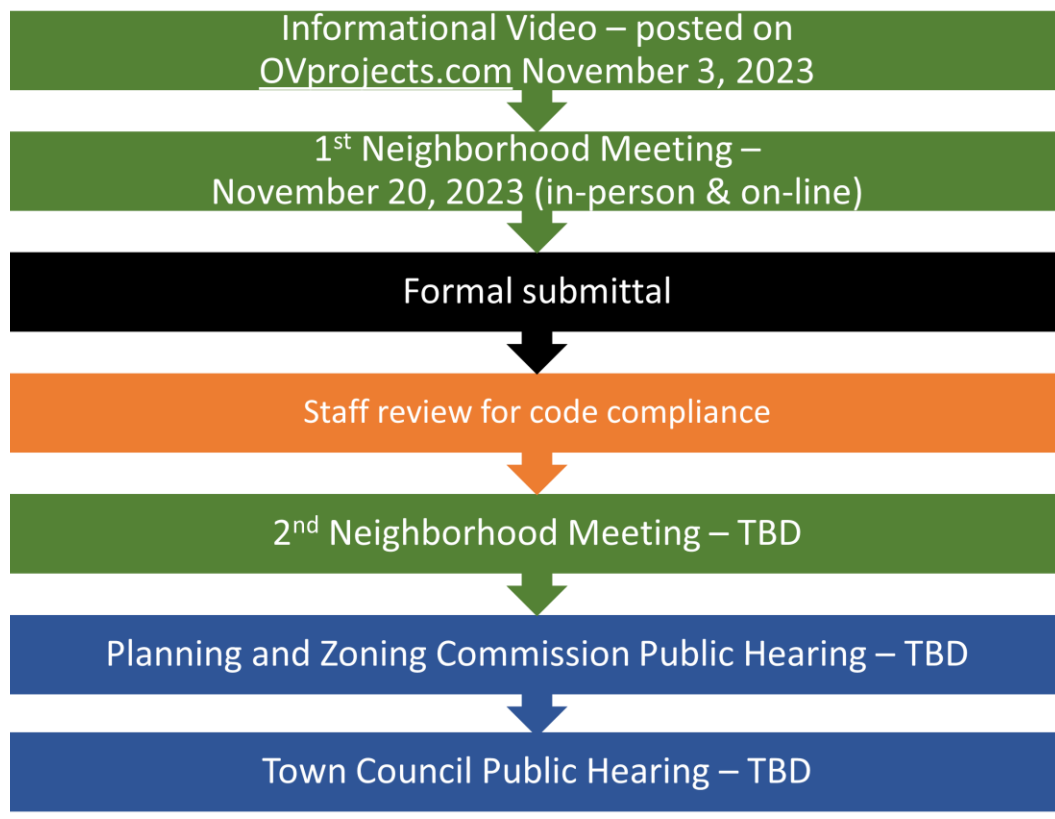 Informational Video – posted on
OVprojects.com November 3, 2023
1st Neighborhood Meeting –
November 20, 2023 (in-person & on-line)
Formal submittal
Staff review for code compliance
2nd Neighborhood Meeting – TBD
Planning and Zoning Commission Public Hearing – TBD
Town Council Public Hearing – TBD